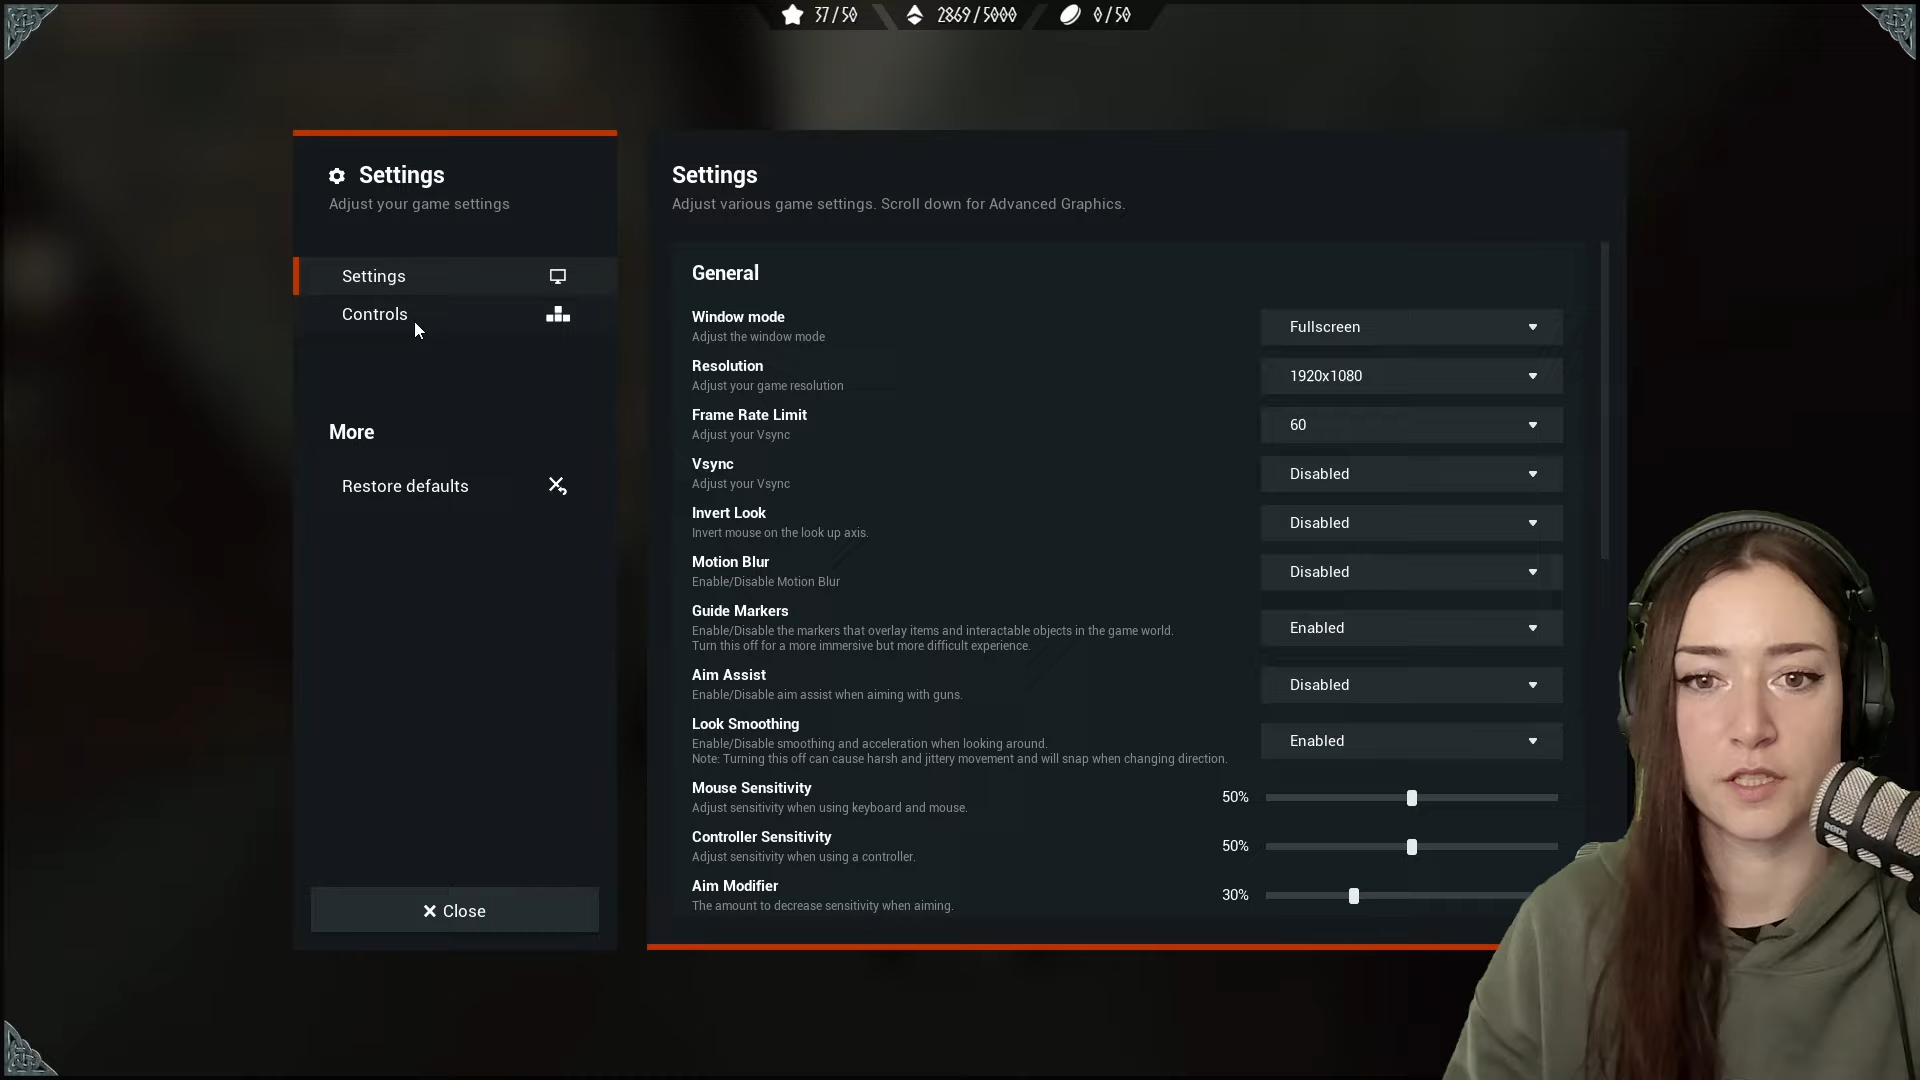 37/50
2869/5000
0/50
Settings
Adjust your game settings
Settings
Controls
More
Restore defaults
Close
Settings
Adjust various game settings. Scroll down for Advanced Graphics.
General
Window mode
Adjust the window mode
Fullscreen
Resolution
Adjust your game resolution
1920x1080
Frame Rate Limit
Adjust your Vsync
60
Vsync
Adjust your Vsync
Disabled
Invert Look
Invert mouse on the look up axis.
Disabled
Motion Blur
Enable/Disable Motion Blur
Disabled
Guide Markers
Enable/Disable the markers that overlay items and interactable objects in the game world.
Turn this off for a more immersive but more difficult experience.
Enabled
Aim Assist
Enable/Disable aim assist when aiming with guns.
Disabled
Look Smoothing
Enable/Disable smoothing and acceleration when looking around.
Note: Turning this off can cause harsh and jittery movement and will snap when changing direction.
Enabled
Mouse Sensitivity
Adjust sensitivity when using keyboard and mouse.
50%
Controller Sensitivity
Adjust sensitivity when using a controller.
50%
Aim Modifier
The amount to decrease sensitivity when aiming.
30%
RØDE